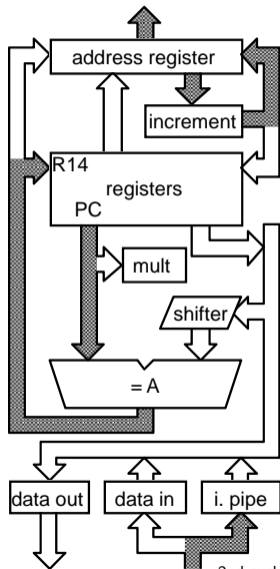 address register
increment
R14
registers
PC
mult
shifter
= A
data out
data in
i. pipe